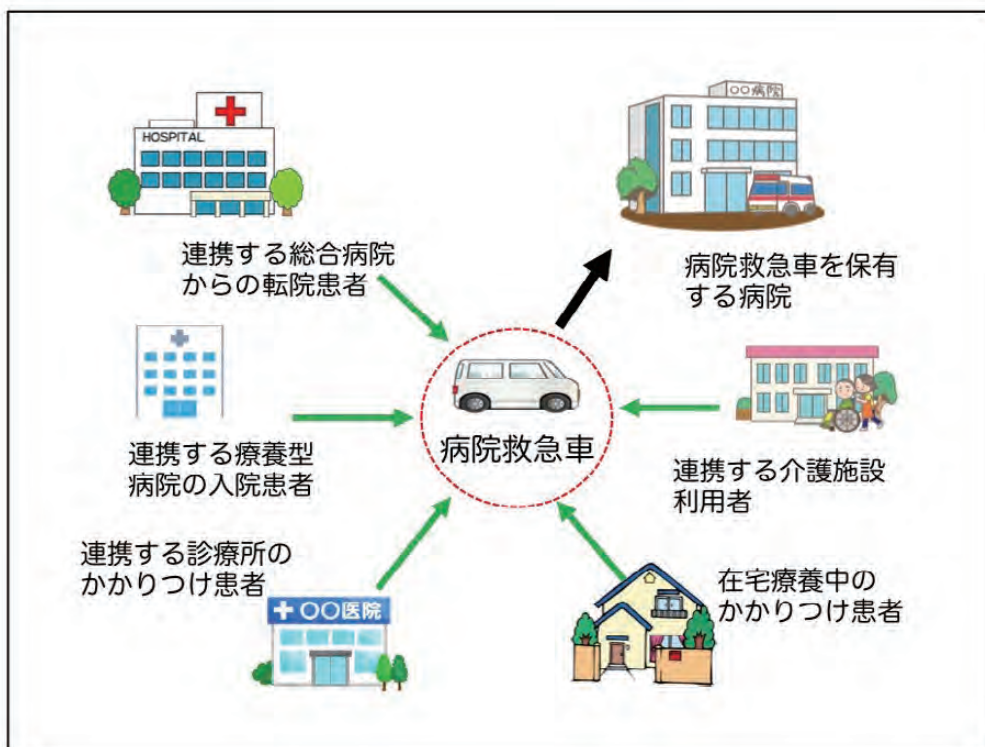 HOSPITAL
連携する総合病院
からの転院患者
〇〇病院
病院救急車を保有
する病院
連携する療養型
病院の入院患者
病院救急車
連携する介護施設
利用者
連携する診療所の
かかりつけ患者
〇〇医院
在宅療養中の
かかりつけ患者